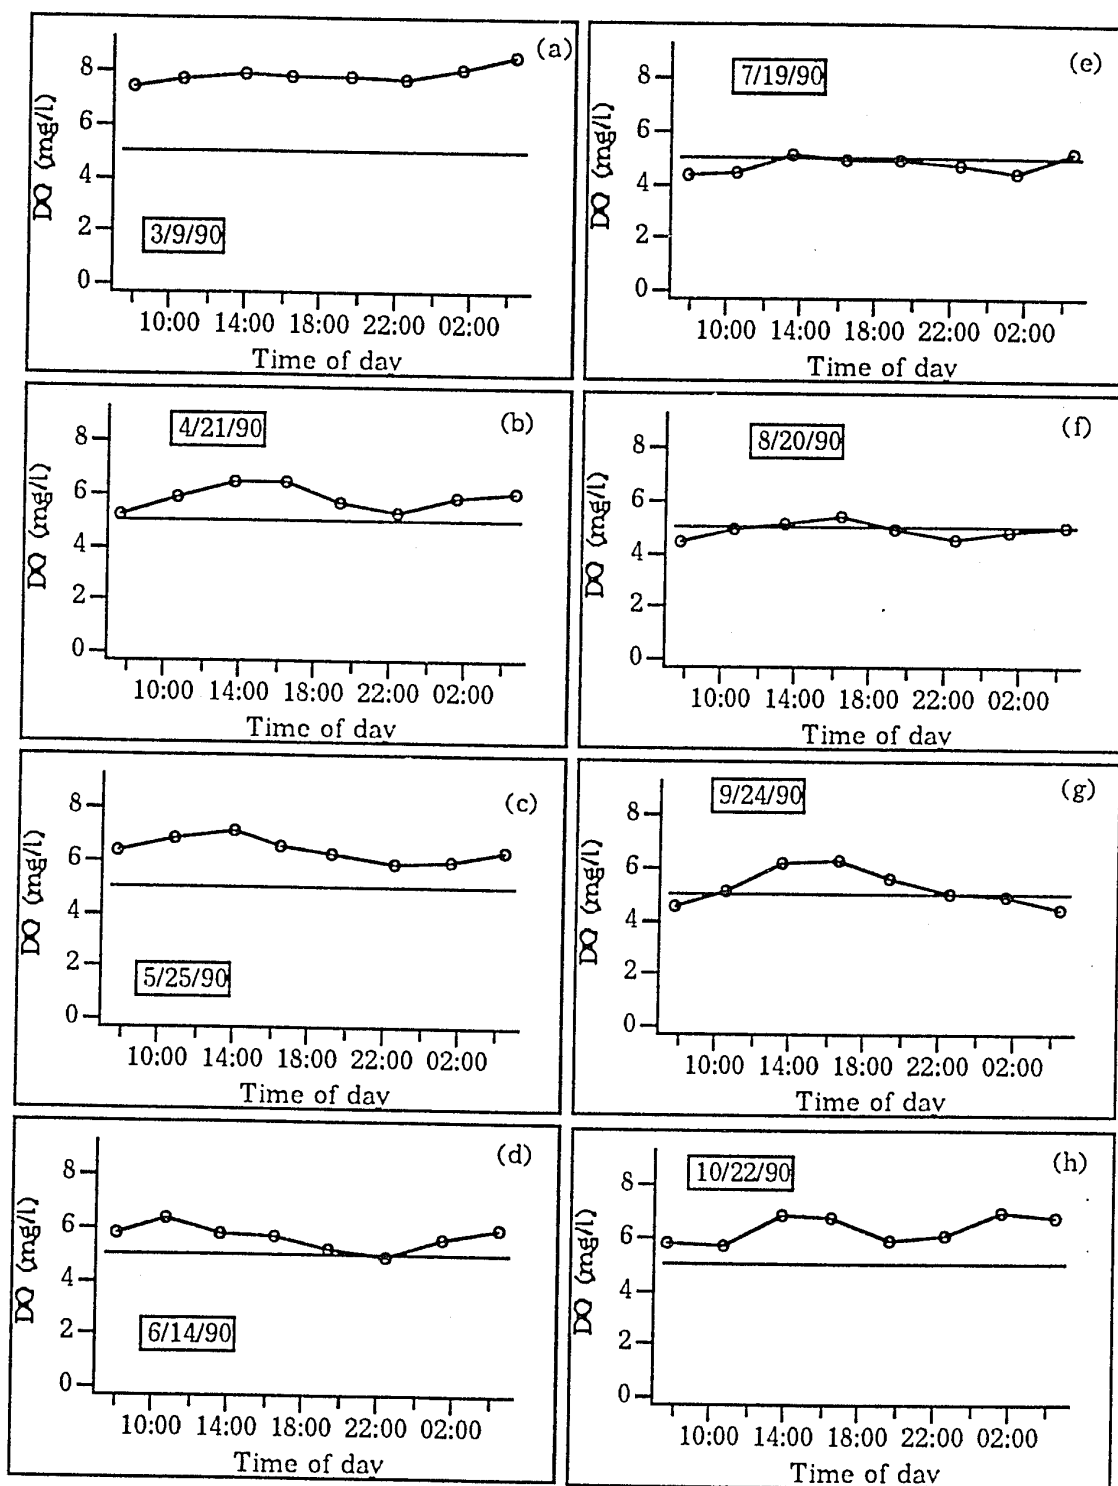 (a)
DO (mg/l)
8
6
4
2
0
3/9/90
10:00 14:00 18:00 22:00 02:00
Time of day
(b)
DO (mg/l)
8
6
4
2
0
4/21/90
10:00 14:00 18:00 22:00 02:00
Time of day
(c)
DO (mg/l)
8
6
4
2
0
5/25/90
10:00 14:00 18:00 22:00 02:00
Time of day
(d)
DO (mg/l)
8
6
4
2
0
6/14/90
10:00 14:00 18:00 22:00 02:00
Time of day
(e)
DO (mg/l)
8
6
4
2
0
7/19/90
10:00 14:00 18:00 22:00 02:00
Time of day
(f)
DO (mg/l)
8
6
4
2
0
8/20/90
10:00 14:00 18:00 22:00 02:00
Time of day
(g)
DO (mg/l)
8
6
4
2
0
9/24/90
10:00 14:00 18:00 22:00 02:00
Time of day
(h)
DO (mg/l)
8
6
4
2
0
10/22/90
10:00 14:00 18:00 22:00 02:00
Time of day